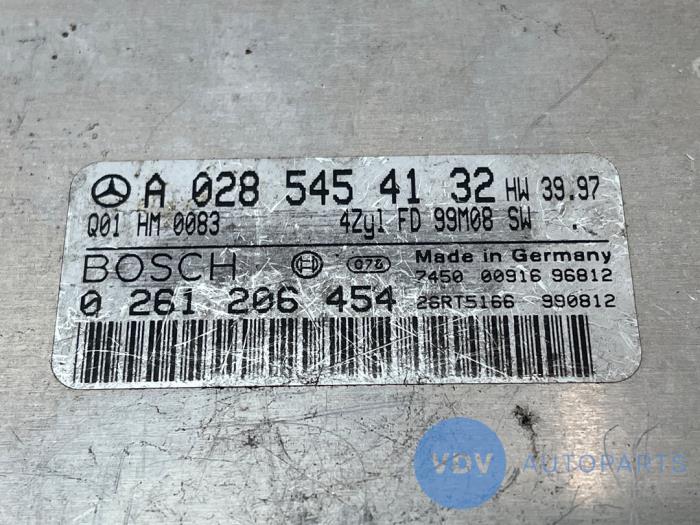 A 028 545 41 32 HW 39.97
Q01 HM 0083 4Zyl FD 99M08 SW .
BOSCH 078 Made in Germany
7450 00916 96812
0 261 206 454 26RT5166 990812
VDV AUTOPARTS